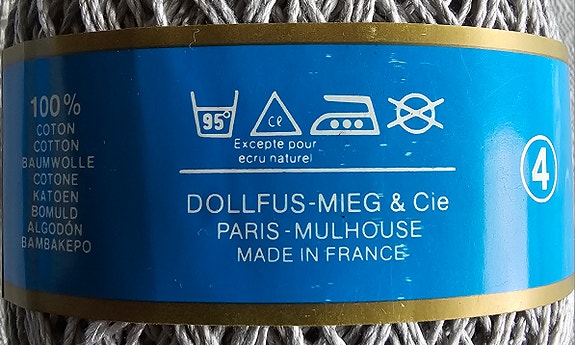 100%
COTON
COTTON
BAUMWOLLE
COTONE
KATOEN
BOMULD
ALGODÓN
BAMBAKEPO
95°
cℓ
Excepte pour
ecru naturel
DOLLFUS-MIEG & Cie
PARIS - MULHOUSE
MADE IN FRANCE
4